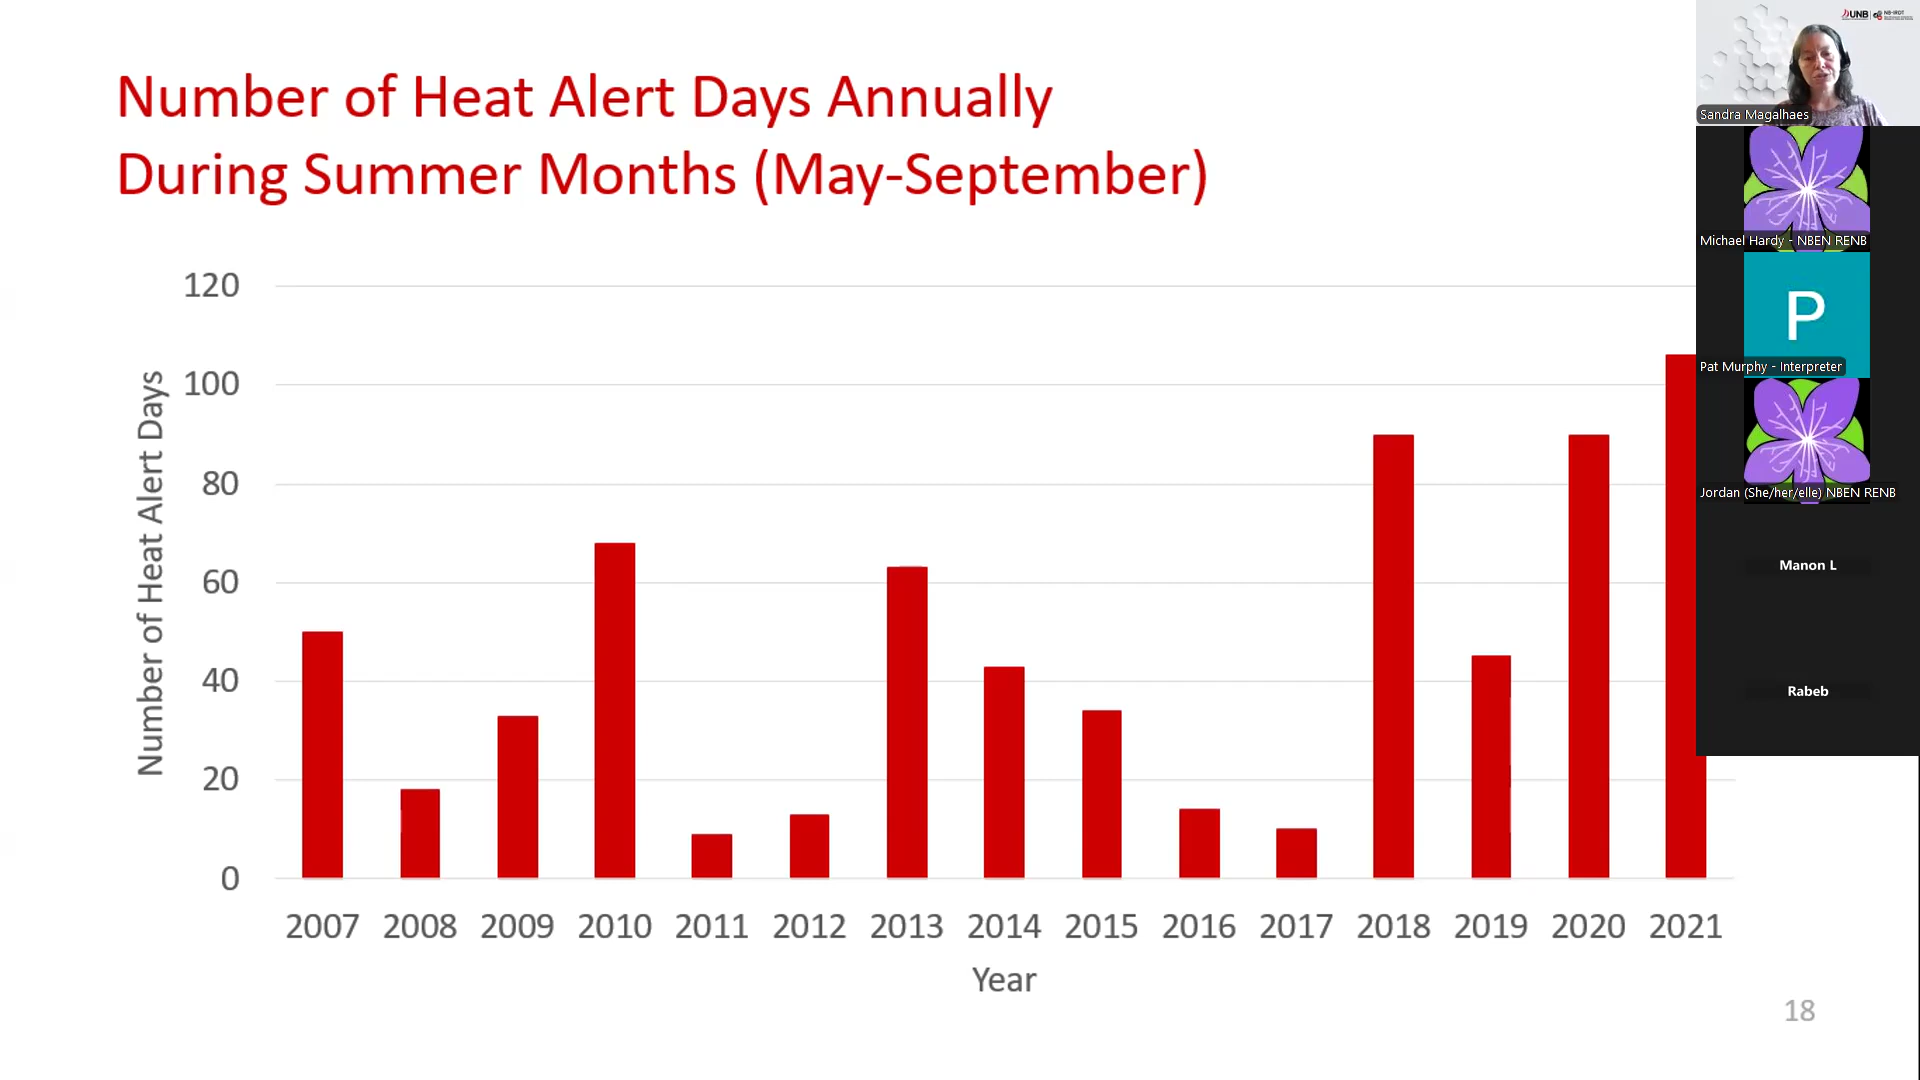 Number of Heat Alert Days Annually
During Summer Months (May-September)
Number of Heat Alert Days
120
100
80
60
40
20
0
2007 2008 2009 2010 2011 2012 2013 2014 2015 2016 2017 2018 2019 2020 2021
Year
18
UNB NB-IRDT
Sandra Magalhaes
Michael Hardy - NBEN RENB
P
Pat Murphy - Interpreter
Jordan (She/her/elle) NBEN RENB
Manon L
Rabeb